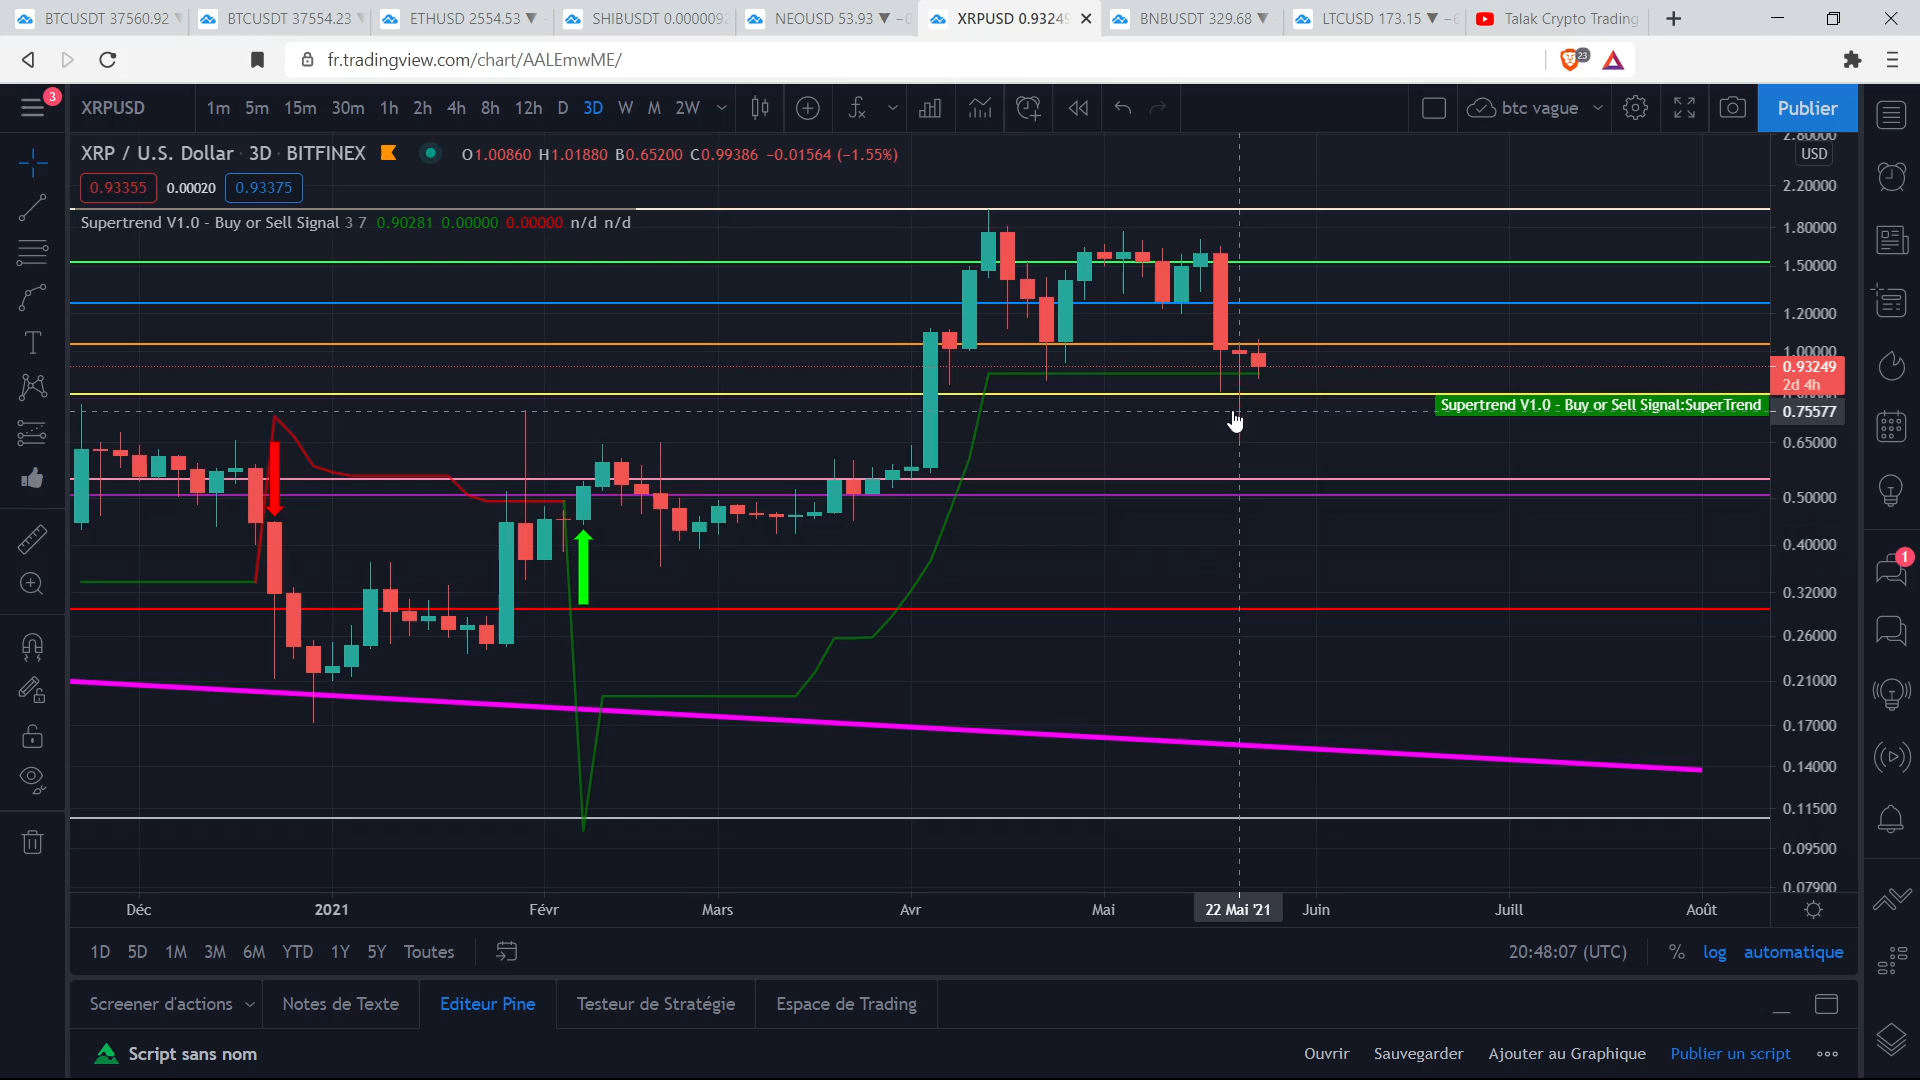 BTCUSDT 37560.92
BTCUSDT 37554.23
ETHUSD 2554.53 ▼
SHIBUSDT 0.0000092
NEOUSD 53.93 ▼
XRPUSD 0.93249
BNBUSDT 329.68 ▼
LTCUSD 173.15 ▼
Talak Crypto Trading
fr.tradingview.com/chart/AALEmwME/
23
3
XRPUSD
1m 5m 15m 30m 1h 2h 4h 8h 12h D 3D W M 2W
btc vague
Publier
XRP / U.S. Dollar · 3D · BITFINEX
O1.00860 H1.01880 B0.65200 C0.99386 −0.01564 (−1.55%)
USD
0.93355 0.00020 0.93375
Supertrend V1.0 - Buy or Sell Signal 3 7 0.90281 0.00000 0.00000 n/d n/d
2.80000
2.20000
1.80000
1.50000
1.20000
1.00000
0.93249
2d 4h
Supertrend V1.0 - Buy or Sell Signal:SuperTrend
0.75577
0.65000
0.50000
0.40000
0.32000
0.26000
0.21000
0.17000
0.14000
0.11500
0.09500
0.07900
1
Déc 2021 Févr Mars Avr Mai 22 Mai '21 Juin Juill Août
1D 5D 1M 3M 6M YTD 1Y 5Y Toutes
20:48:07 (UTC) % log automatique
Screener d'actions Notes de Texte Editeur Pine Testeur de Stratégie Espace de Trading
Script sans nom
Ouvrir Sauvegarder Ajouter au Graphique Publier un script